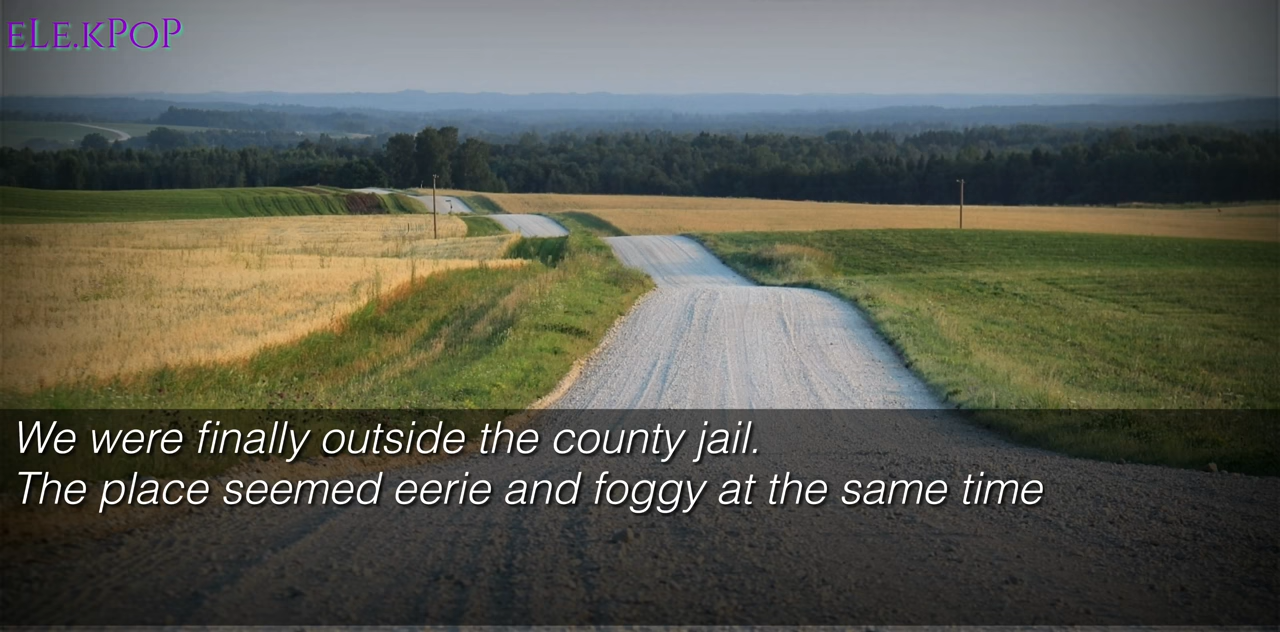 ELE.KPOP
We were finally outside the county jail.
The place seemed eerie and foggy at the same time